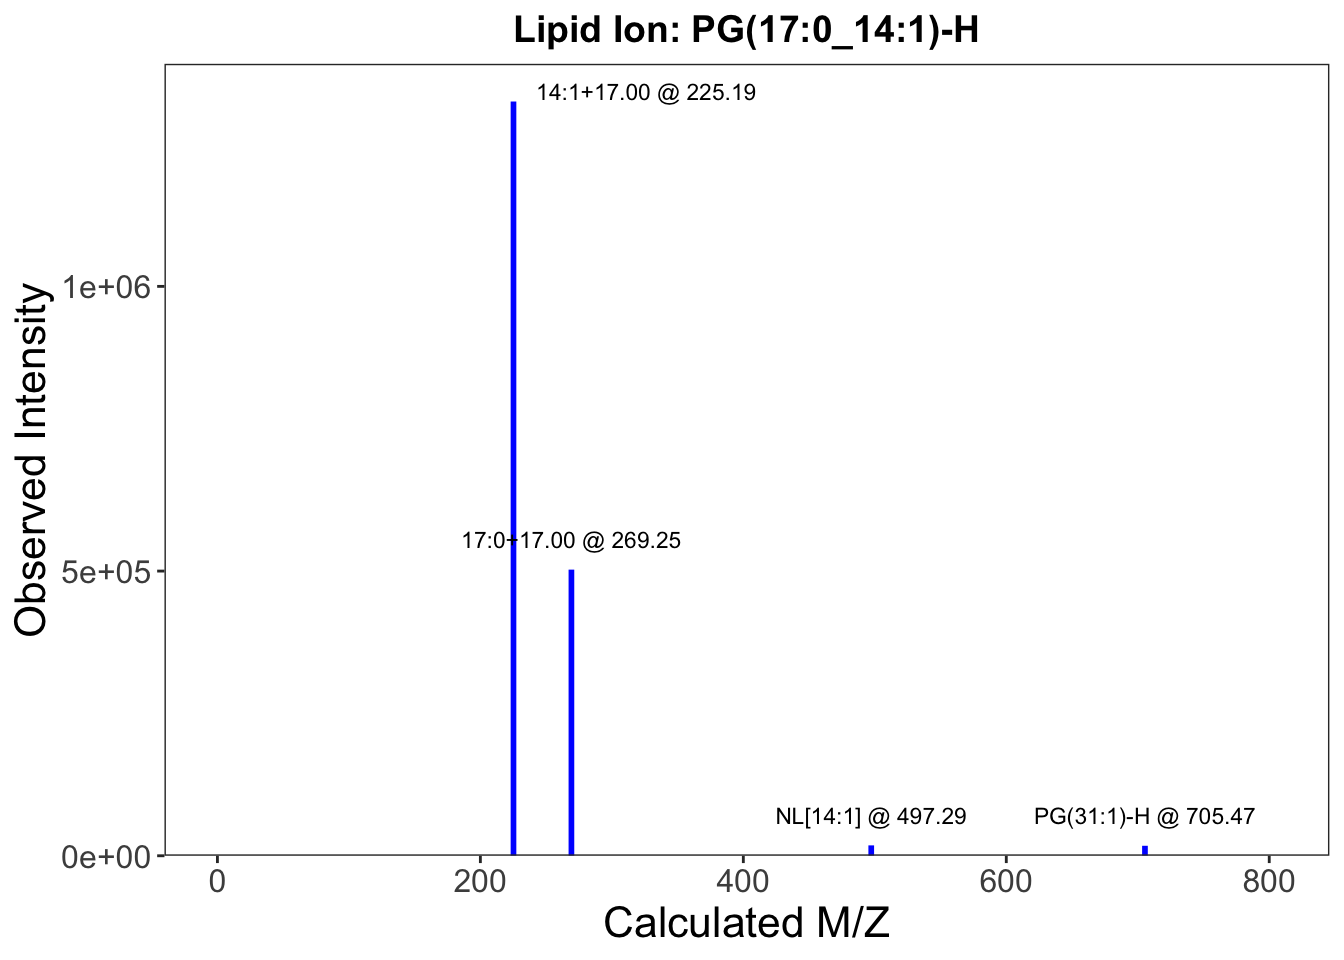 Lipid Ion: PG(17:0_14:1)-H
14:1+17.00 @ 225.19
1e+06
17:0+17.00 @ 269.25
5e+05
NL[14:1] @ 497.29
PG(31:1)-H @ 705.47
0e+00
0 200 400 600 800
Calculated M/Z
Observed Intensity